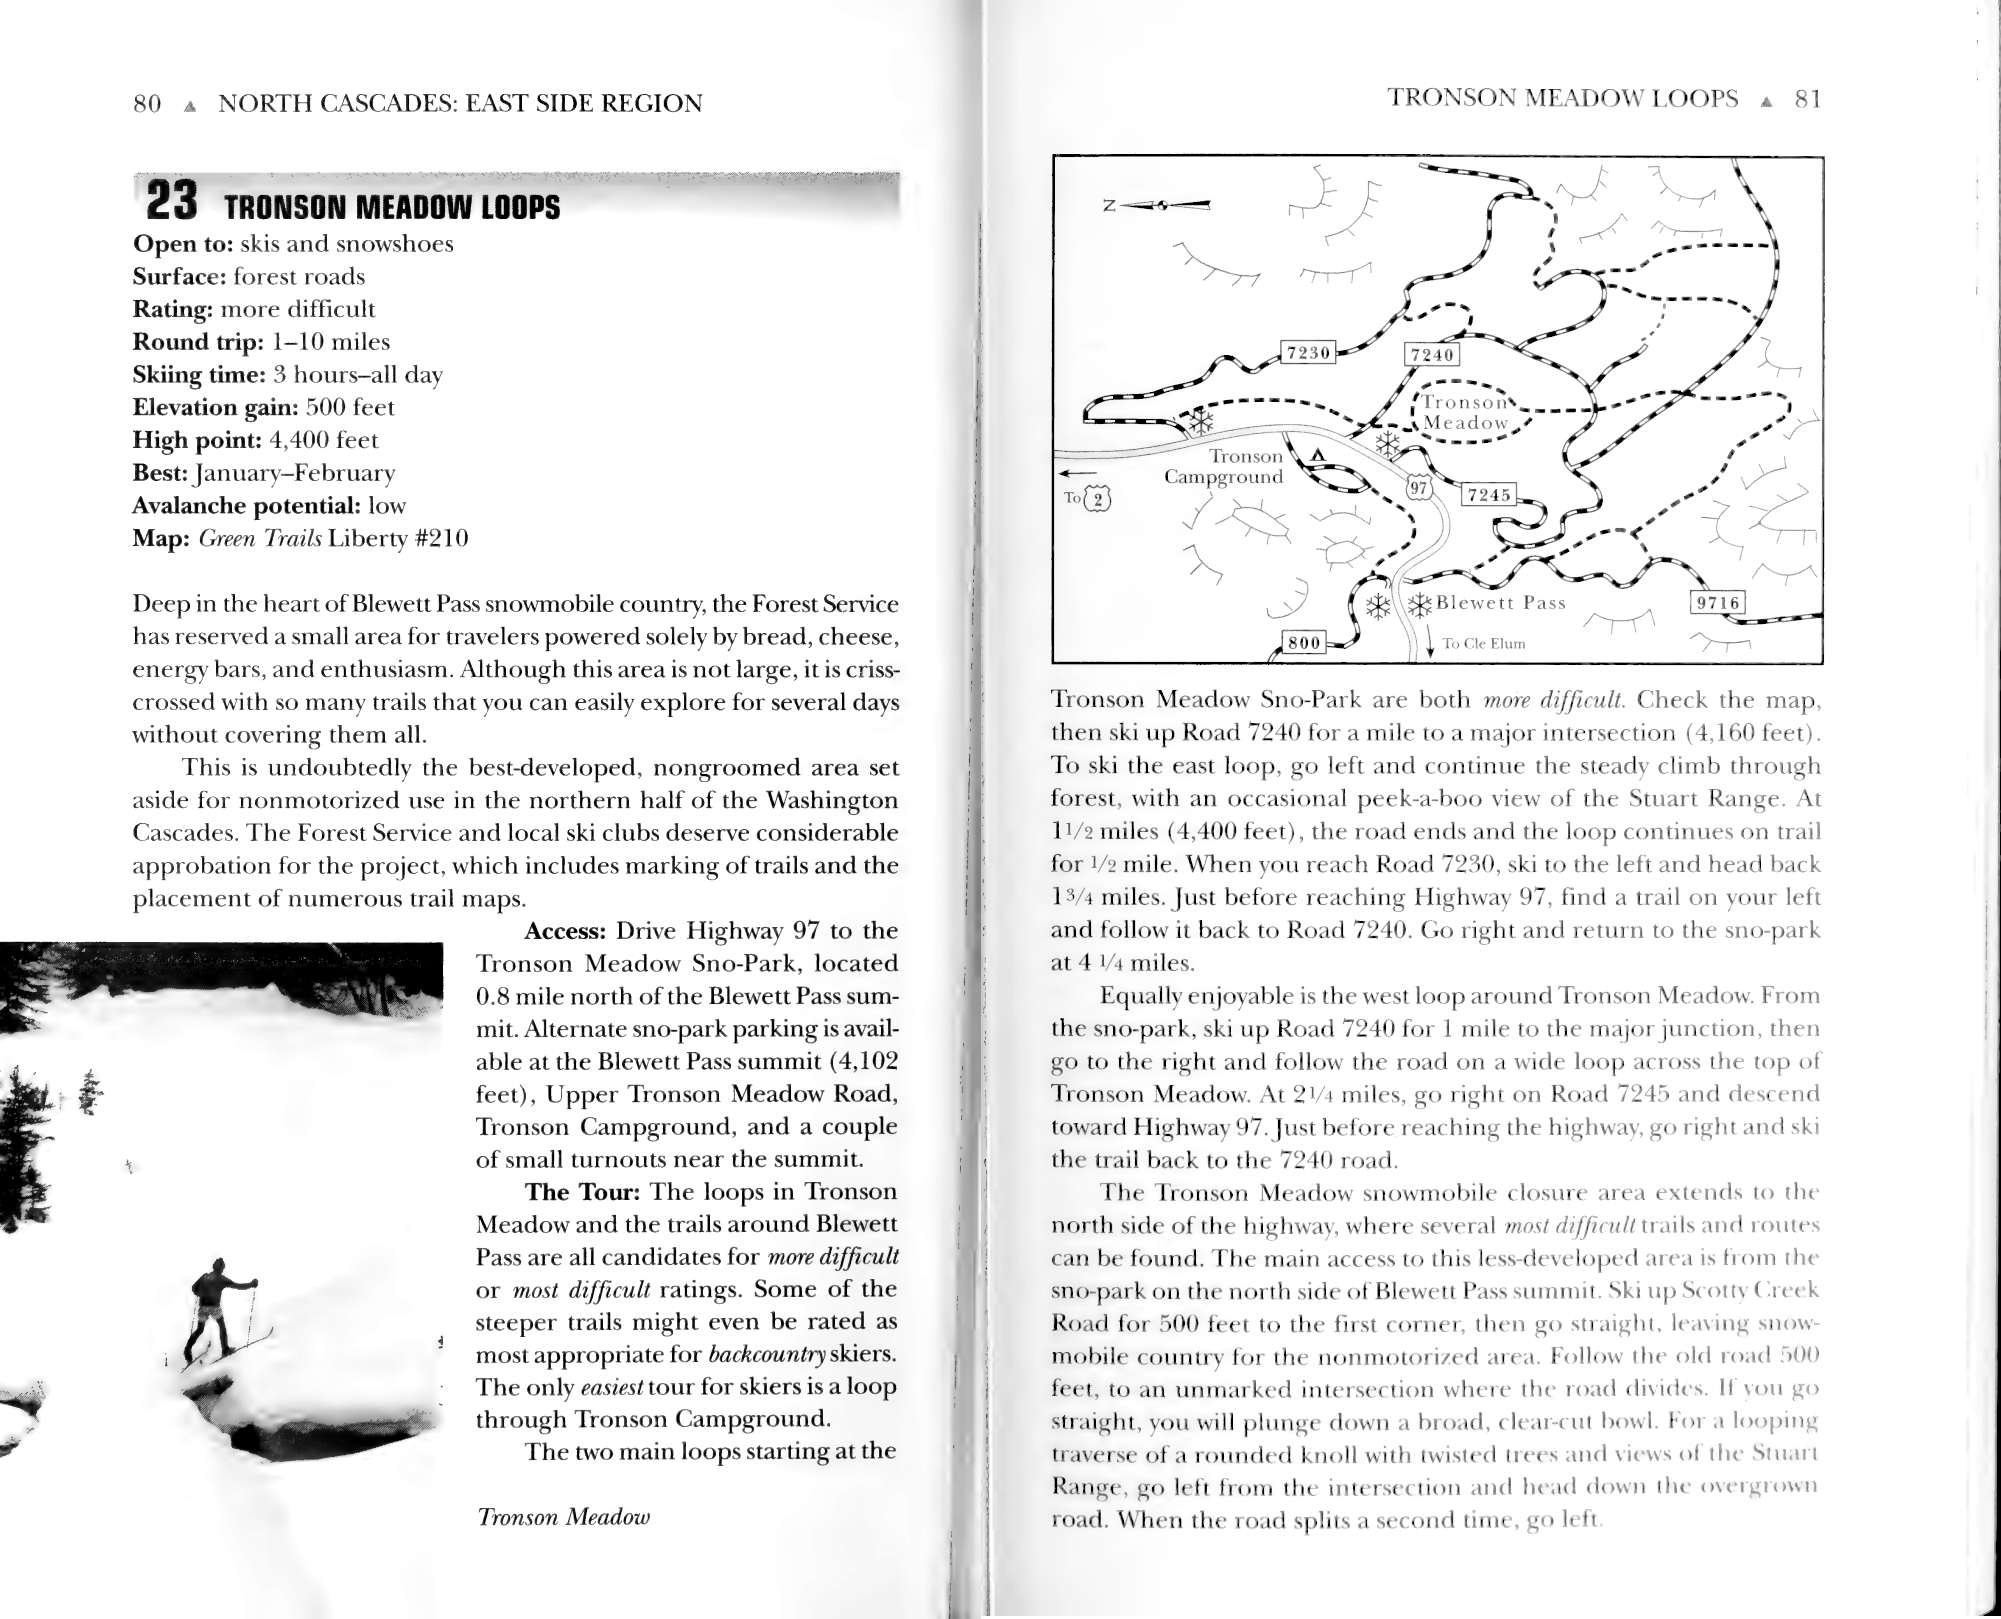 80 ▲ NORTH CASCADES: EAST SIDE REGION
23 TRONSON MEADOW LOOPS
Open to: skis and snowshoes
Surface: forest roads
Rating: more difficult
Round trip: 1–10 miles
Skiing time: 3 hours–all day
Elevation gain: 500 feet
High point: 4,400 feet
Best: January–February
Avalanche potential: low
Map: Green Trails Liberty #210
Deep in the heart of Blewett Pass snowmobile country, the Forest Service
has reserved a small area for travelers powered solely by bread, cheese,
energy bars, and enthusiasm. Although this area is not large, it is criss-
crossed with so many trails that you can easily explore for several days
without covering them all.
This is undoubtedly the best-developed, nongroomed area set
aside for nonmotorized use in the northern half of the Washington
Cascades. The Forest Service and local ski clubs deserve considerable
approbation for the project, which includes marking of trails and the
placement of numerous trail maps.
Access: Drive Highway 97 to the
Tronson Meadow Sno-Park, located
0.8 mile north of the Blewett Pass sum-
mit. Alternate sno-park parking is avail-
able at the Blewett Pass summit (4,102
feet), Upper Tronson Meadow Road,
Tronson Campground, and a couple
of small turnouts near the summit.
The Tour: The loops in Tronson
Meadow and the trails around Blewett
Pass are all candidates for more difficult
or most difficult ratings. Some of the
steeper trails might even be rated as
most appropriate for backcountry skiers.
The only easiest tour for skiers is a loop
through Tronson Campground.
The two main loops starting at the
Tronson Meadow
TRONSON MEADOW LOOPS ▲ 81
Z
7230
7240
Tronson
Meadow
Tronson
Campground
To 2
97
7245
Blewett Pass
9716
800
To Cle Elum
Tronson Meadow Sno-Park are both more difficult. Check the map,
then ski up Road 7240 for a mile to a major intersection (4,160 feet).
To ski the east loop, go left and continue the steady climb through
forest, with an occasional peek-a-boo view of the Stuart Range. At
1 1/2 miles (4,400 feet), the road ends and the loop continues on trail
for 1/2 mile. When you reach Road 7230, ski to the left and head back
1 3/4 miles. Just before reaching Highway 97, find a trail on your left
and follow it back to Road 7240. Go right and return to the sno-park
at 4 1/4 miles.
Equally enjoyable is the west loop around Tronson Meadow. From
the sno-park, ski up Road 7240 for 1 mile to the major junction, then
go to the right and follow the road on a wide loop across the top of
Tronson Meadow. At 2 1/4 miles, go right on Road 7245 and descend
toward Highway 97. Just before reaching the highway, go right and ski
the trail back to the 7240 road.
The Tronson Meadow snowmobile closure area extends to the
north side of the highway, where several most difficult trails and routes
can be found. The main access to this less-developed area is from the
sno-park on the north side of Blewett Pass summit. Ski up Scotty Creek
Road for 500 feet to the first corner, then go straight, leaving snow-
mobile country for the nonmotorized area. Follow the old road 500
feet, to an unmarked intersection where the road divides. If you go
straight, you will plunge down a broad, clear-cut bowl. For a looping
traverse of a rounded knoll with twisted trees and views of the Stuart
Range, go left from the intersection and head down the overgrown
road. When the road splits a second time, go left.